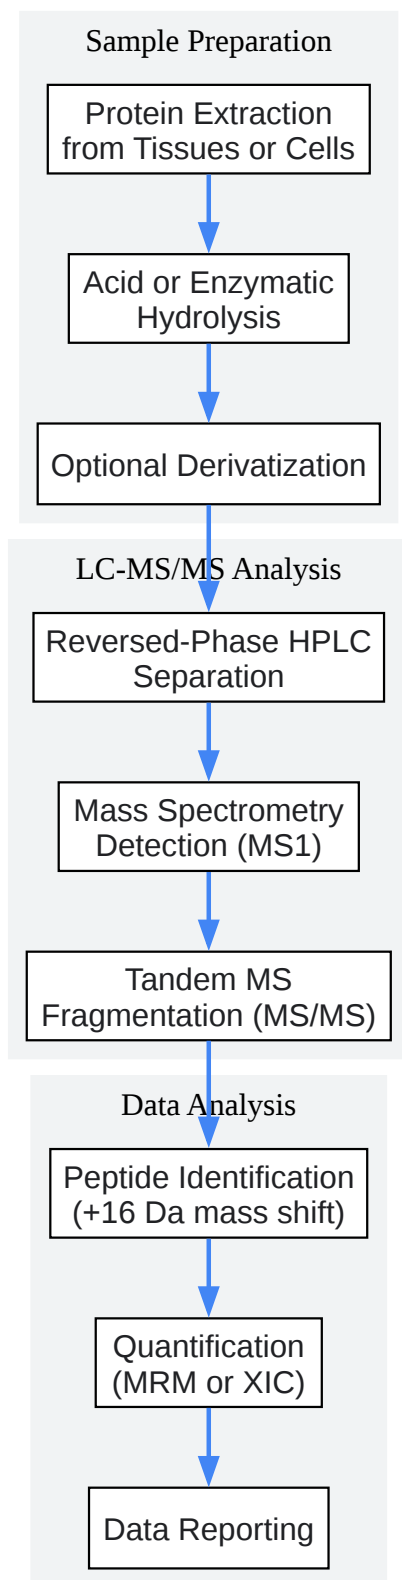 Sample Preparation
Protein Extraction
from Tissues or Cells
Acid or Enzymatic
Hydrolysis
Optional Derivatization
LC-MS/MS Analysis
Reversed-Phase HPLC
Separation
Mass Spectrometry
Detection (MS1)
Tandem MS
Fragmentation (MS/MS)
Data Analysis
Peptide Identification
(+16 Da mass shift)
Quantification
(MRM or XIC)
Data Reporting